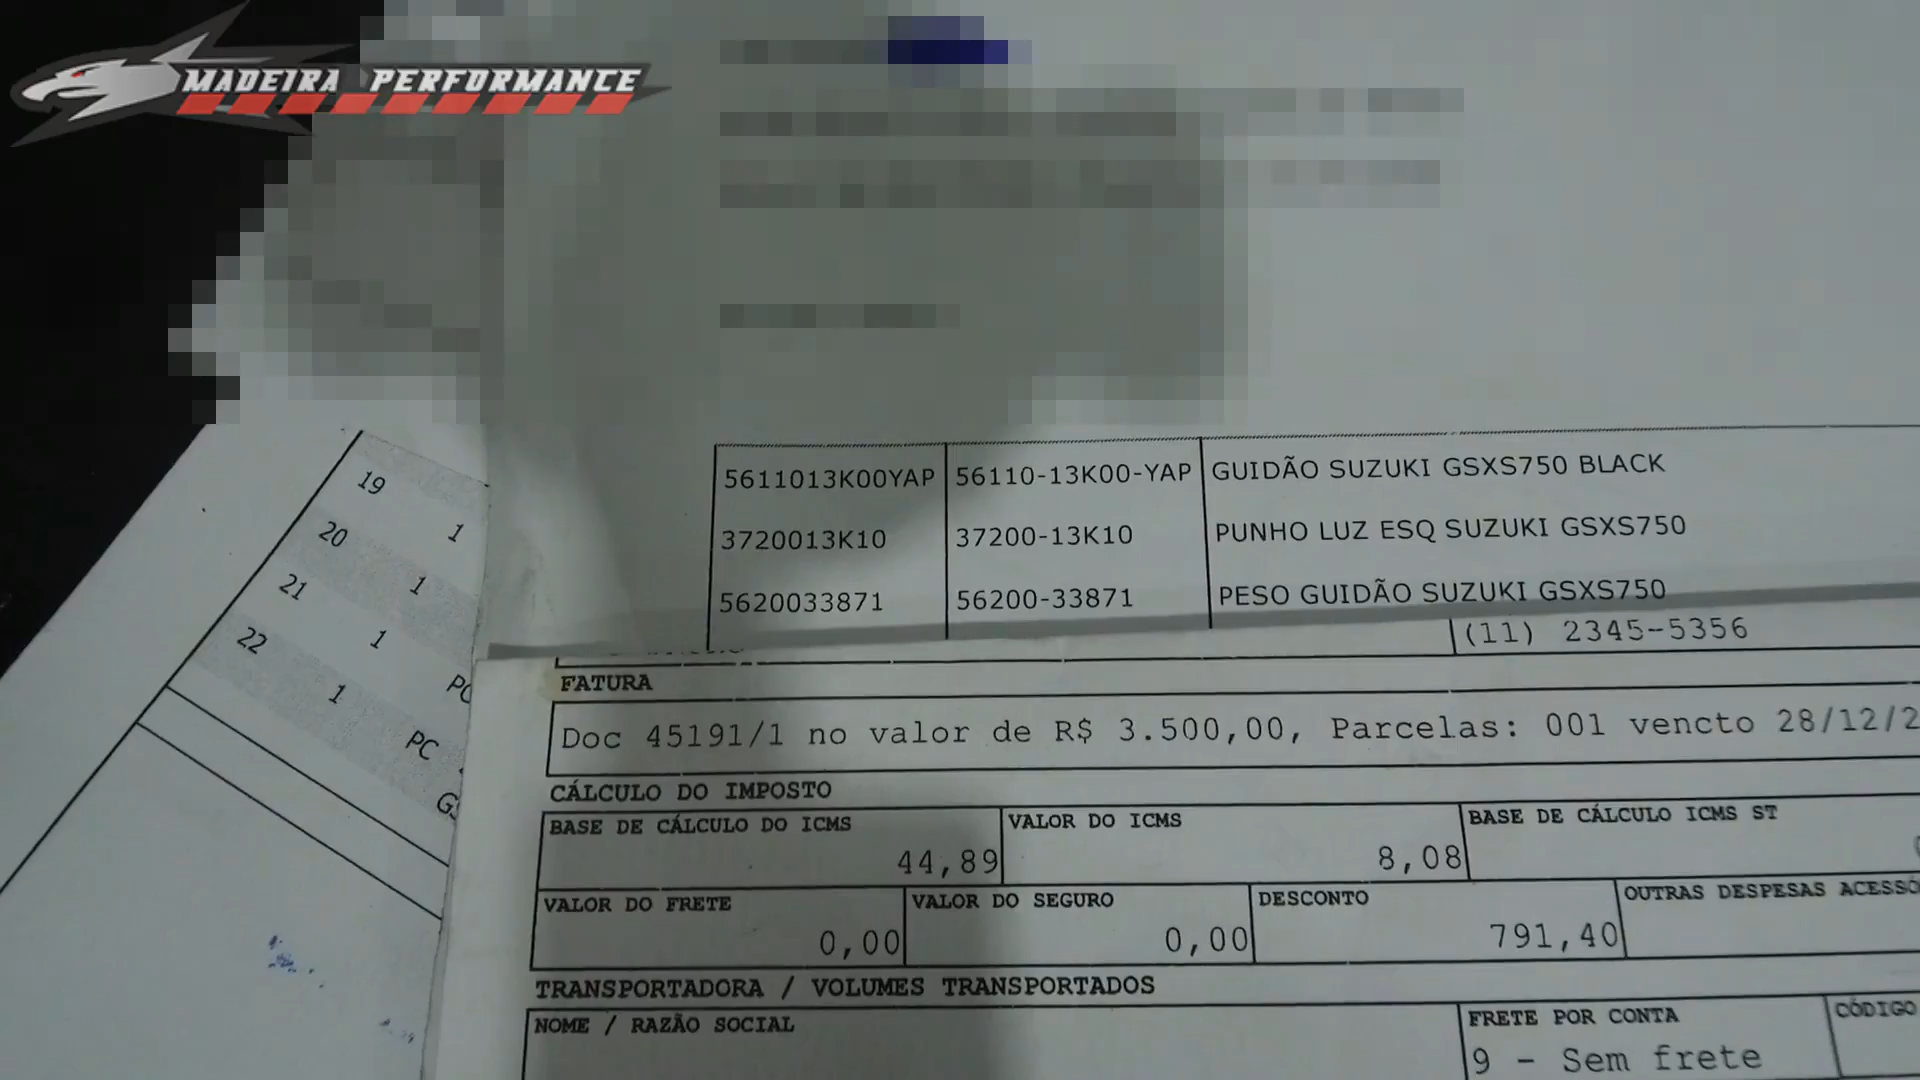 MADEIRA PERFORMANCE
5611013K00YAP 56110-13K00-YAP GUIDÃO SUZUKI GSXS750 BLACK
3720013K10 37200-13K10 PUNHO LUZ ESQ SUZUKI GSXS750
5620033871 56200-33871 PESO GUIDÃO SUZUKI GSXS750
19 1
20 1
21 1 PC
22 1 PC
(11) 2345-5356
FATURA
Doc 45191/1 no valor de R$ 3.500,00, Parcelas: 001 vencto 28/12/2
CÁLCULO DO IMPOSTO
BASE DE CÁLCULO DO ICMS VALOR DO ICMS BASE DE CÁLCULO ICMS ST
44,89 8,08
VALOR DO FRETE VALOR DO SEGURO DESCONTO OUTRAS DESPESAS ACESSÓ
0,00 0,00 791,40
TRANSPORTADORA / VOLUMES TRANSPORTADOS
NOME / RAZÃO SOCIAL FRETE POR CONTA CÓDIGO
9 - Sem frete